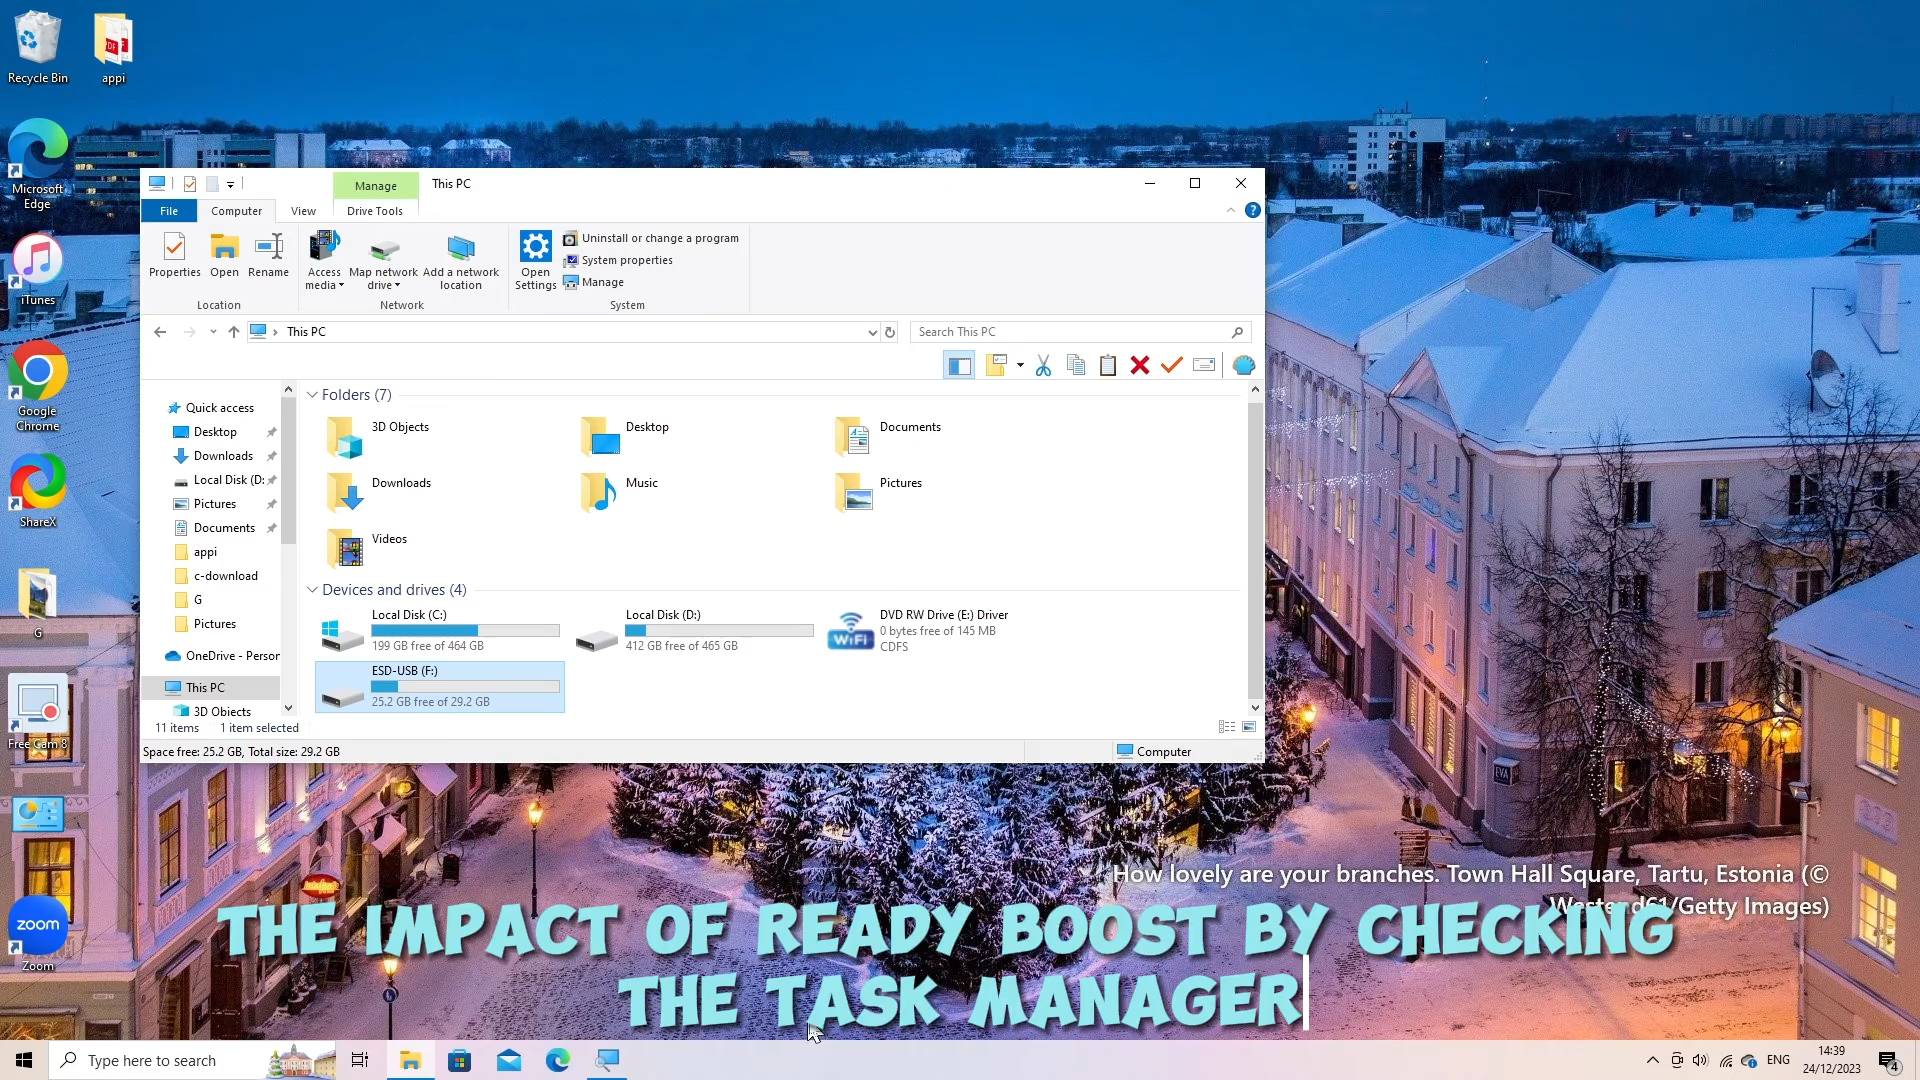 Recycle Bin
appi
Microsoft
Edge
iTunes
Google
Chrome
ShareX
G
Free Cam 8
zoom
Zoom
Manage
This PC
File
Computer
View
Drive Tools
Properties
Open
Rename
Access
media
Map network
drive
Add a network
location
Open
Settings
Uninstall or change a program
System properties
Manage
Location
Network
System
This PC
Search This PC
Quick access
Desktop
Downloads
Local Disk (D:
Pictures
Documents
appi
c-download
G
Pictures
OneDrive - Person
This PC
3D Objects
Folders (7)
3D Objects
Desktop
Documents
Downloads
Music
Pictures
Videos
Devices and drives (4)
Local Disk (C:)
199 GB free of 464 GB
Local Disk (D:)
412 GB free of 465 GB
WiFi
DVD RW Drive (E:) Driver
0 bytes free of 145 MB
CDFS
ESD-USB (F:)
25.2 GB free of 29.2 GB
11 items
1 item selected
Space free: 25.2 GB, Total size: 29.2 GB
Computer
EVA
How lovely are your branches. Town Hall Square, Tartu, Estonia (©
Westend61/Getty Images)
THE IMPACT OF READY BOOST BY CHECKING
THE TASK MANAGER
Type here to search
ENG
14:39
24/12/2023
4